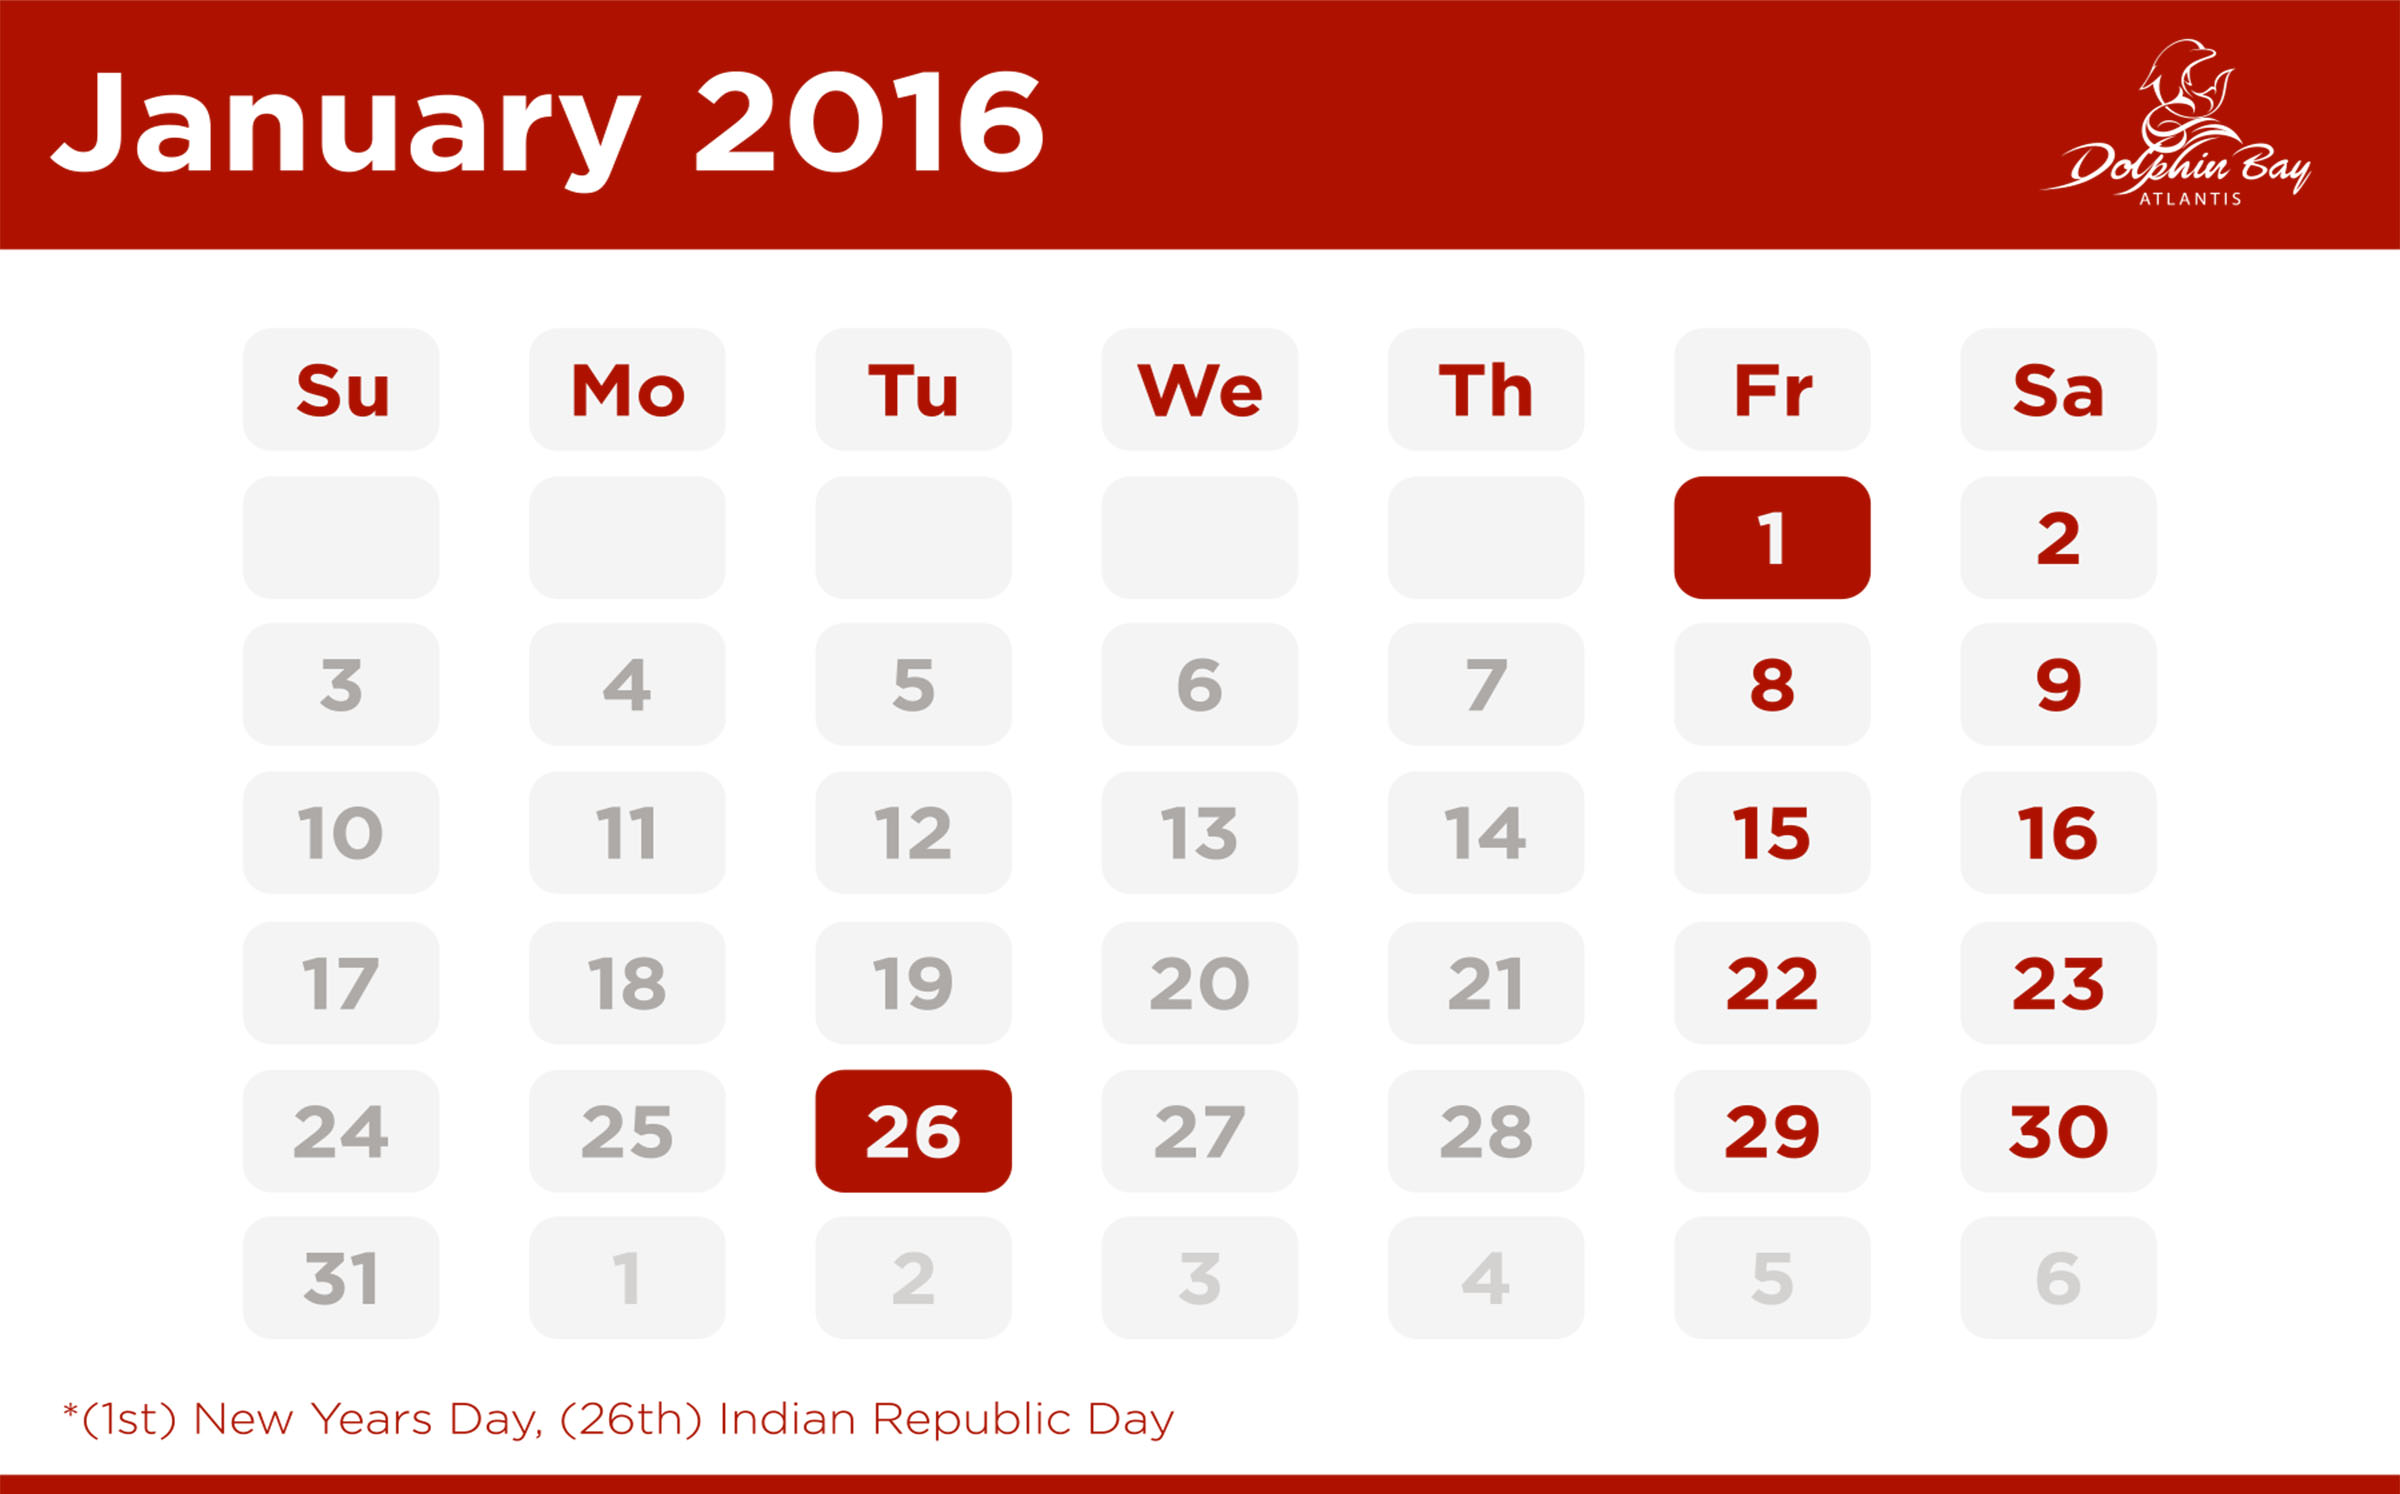 January 2016
Dolphin Bay
ATLANTIS
Su Mo Tu We Th Fr Sa
1 2
3 4 5 6 7 8 9
10 11 12 13 14 15 16
17 18 19 20 21 22 23
24 25 26 27 28 29 30
31 1 2 3 4 5 6
*(1st) New Years Day, (26th) Indian Republic Day